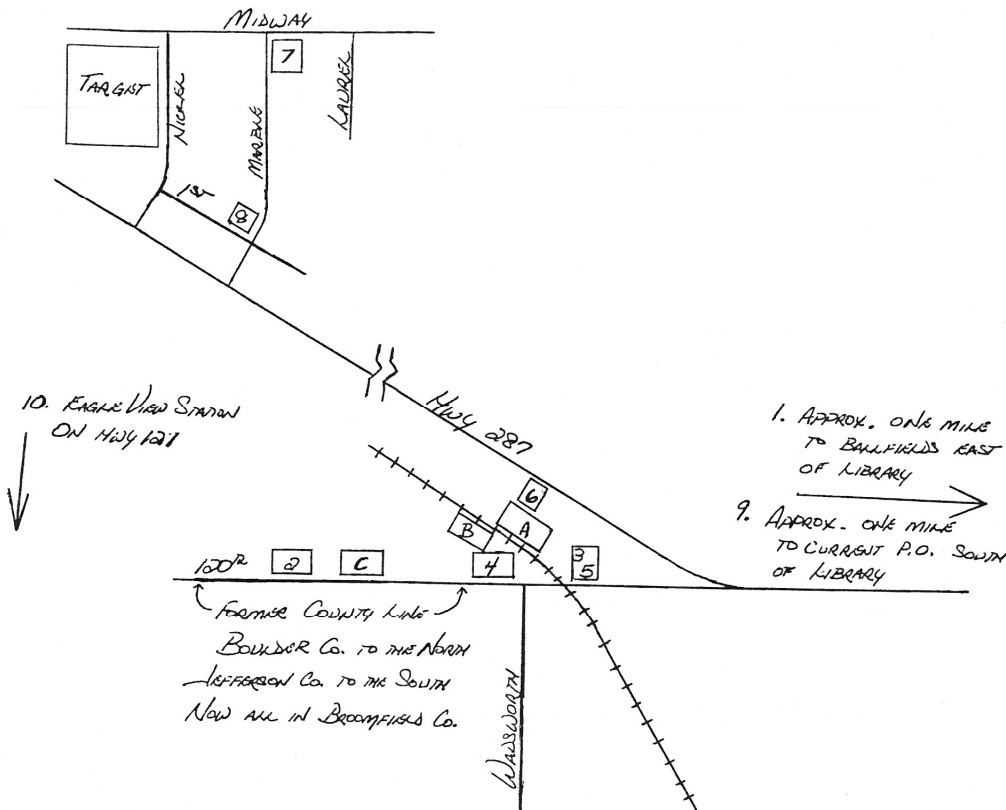 MIDWAY
TARGET
NICKEL
MARBLE
7
LAUREL
1ST
8
HWY 287
10. EAGLE VIEW STATION
ON HWY 121
1. APPROX. ONE MILE
TO BALLFIELDS EAST
OF LIBRARY
9. APPROX. ONE MILE
TO CURRENT P.O. SOUTH
OF LIBRARY
6
B
A
120TH
2
C
4
3
5
FORMER COUNTY LINE
BOULDER CO. TO THE NORTH
JEFFERSON CO. TO THE SOUTH
NOW ALL IN BROOMFIELD CO.
WADSWORTH